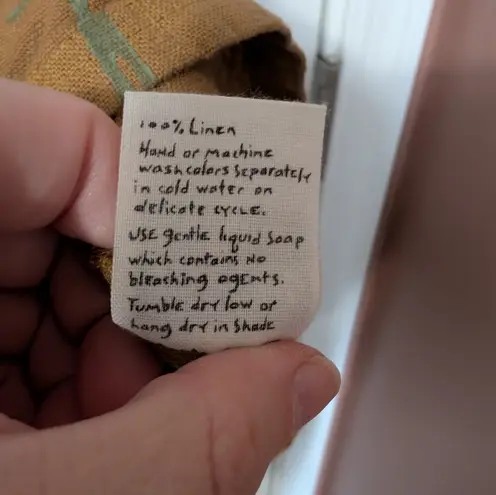 100% Linen
Hand or machine
wash colors separately
in cold water on
delicate cycle.
USE gentle liquid soap
which contains NO
bleaching agents.
Tumble dry low or
hang dry in shade